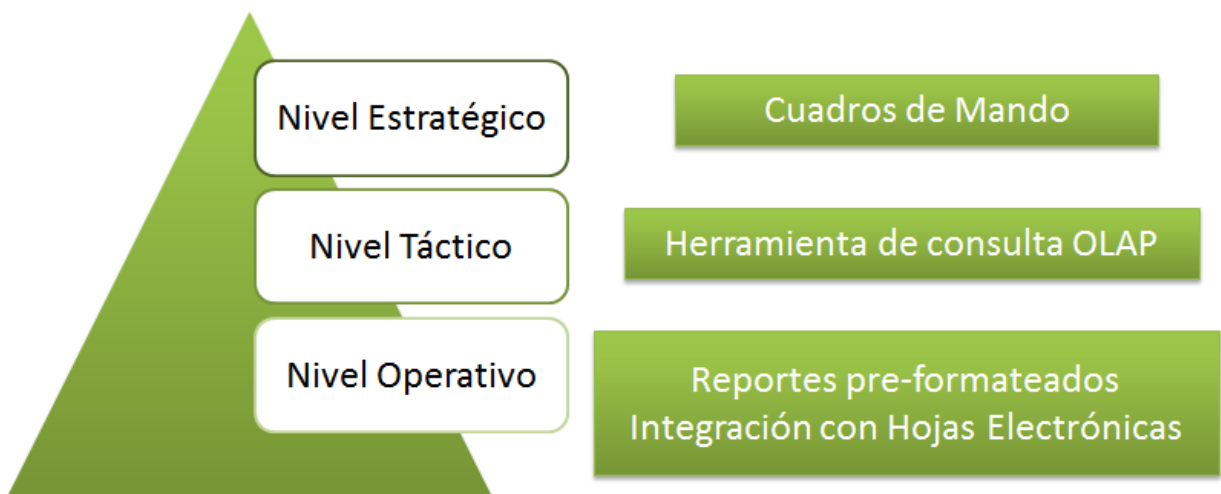 Nivel Estratégico
Cuadros de Mando
Nivel Táctico
Herramienta de consulta OLAP
Nivel Operativo
Reportes pre-formateados
Integración con Hojas Electrónicas